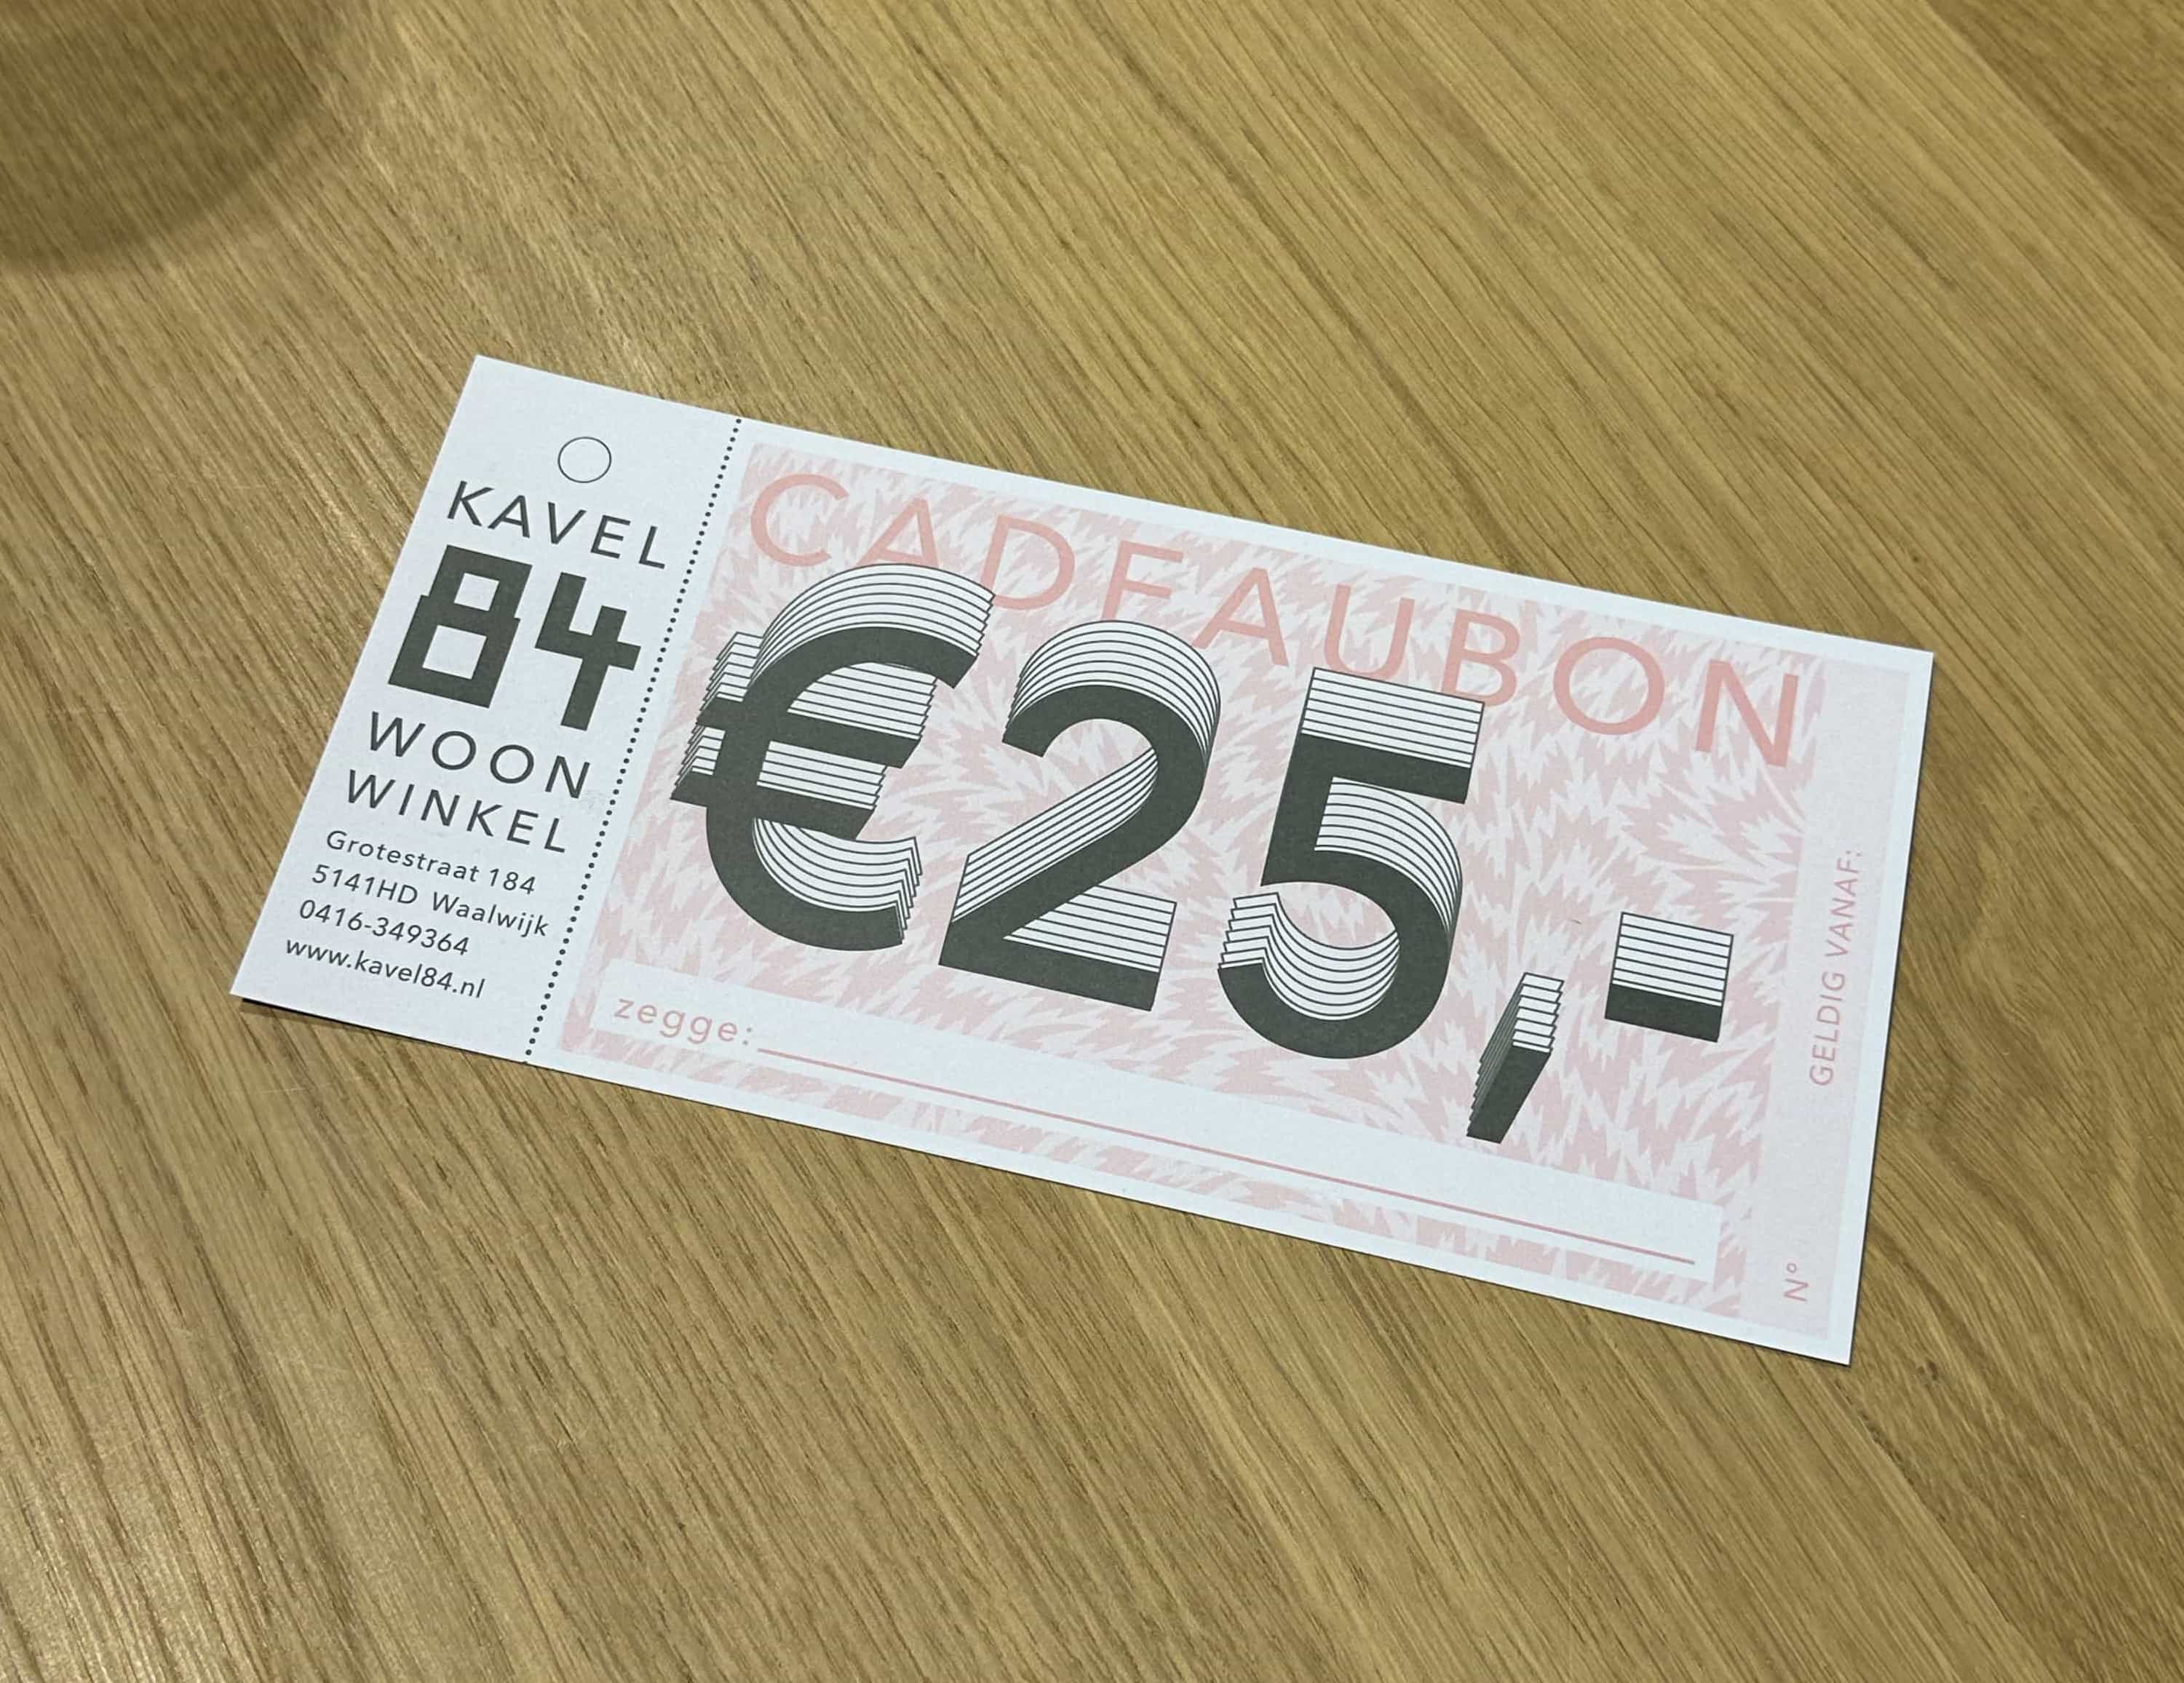 KAVEL
84
WOON
WINKEL
Grotestraat 184
5141HD Waalwijk
0416-349364
www.kavel84.nl
CADEAUBON
€25,-
zegge:
GELDIG VANAF:
N°